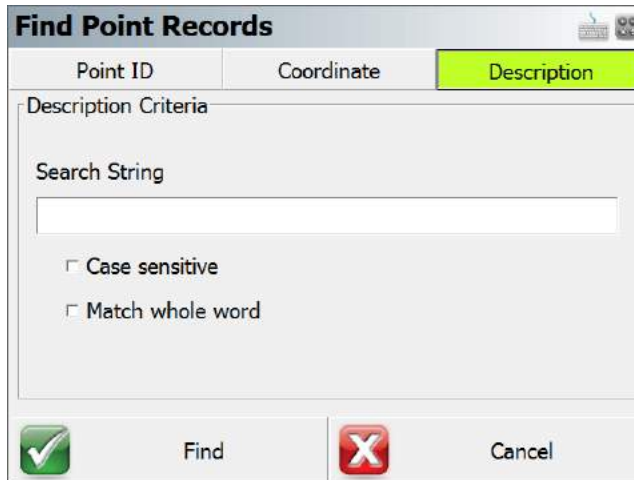 Find Point Records
Point ID Coordinate Description
Description Criteria
Search String
Case sensitive
Match whole word
Find Cancel